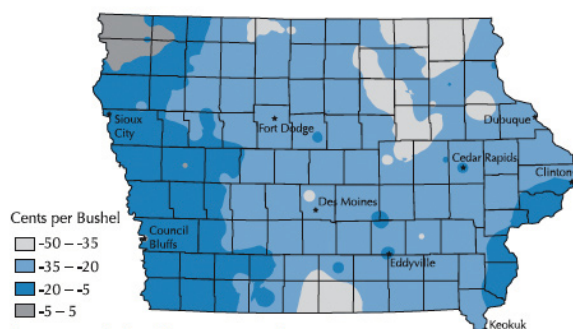 Sioux
City
Fort Dodge
Dubuque
Cedar Rapids
Clinton
Des Moines
Council
Bluffs
Eddyville
Keokuk
Cents per Bushel
-50 – -35
-35 – -20
-20 – -5
-5 – 5